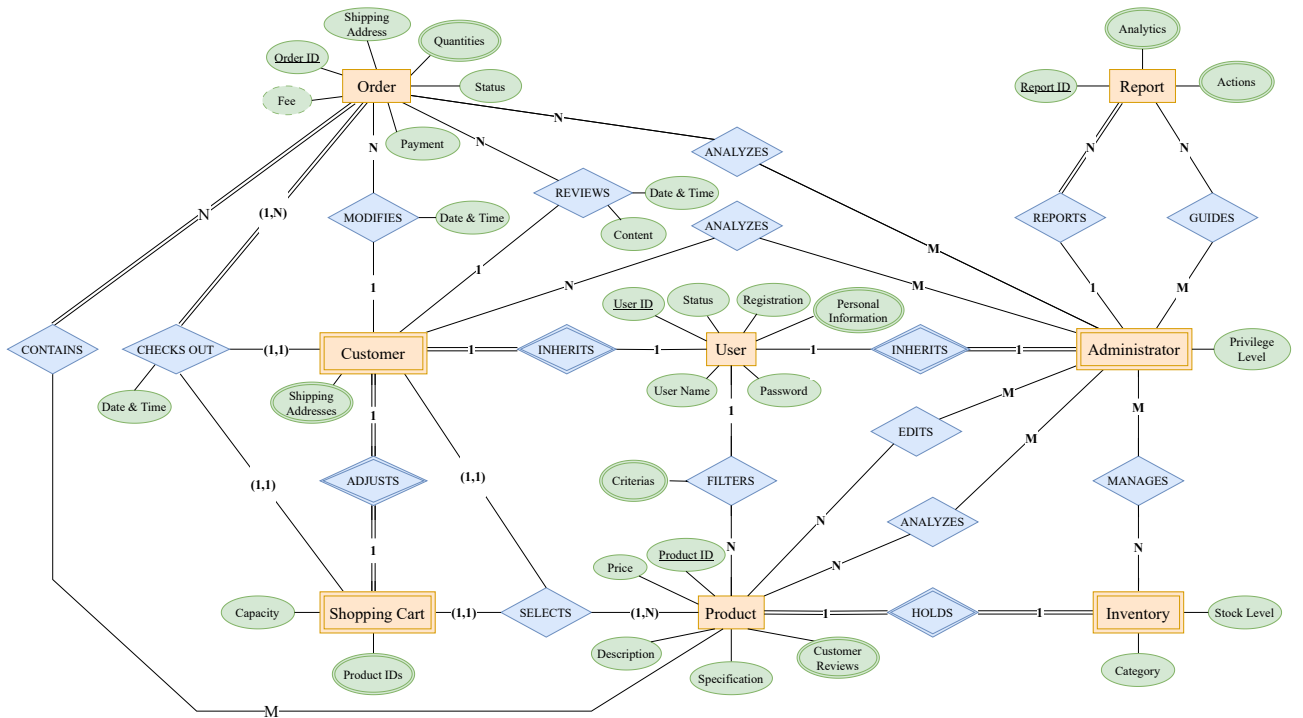 Shipping
Address
Quantities
Order ID
Order
Status
Fee
Payment
Analytics
Report ID
Report
Actions
N
N
N
ANALYZES
N
N
REVIEWS
Date & Time
Content
N
(1,N)
MODIFIES
Date & Time
ANALYZES
REPORTS
GUIDES
M
1
1
N
M
1
M
User ID
Status
Registration
Personal
Information
CONTAINS
CHECKS OUT
(1,1)
Customer
1
INHERITS
1
User
1
INHERITS
1
Administrator
Privilege
Level
Date & Time
Shipping
Addresses
User Name
Password
1
1
M
M
M
EDITS
(1,1)
(1,1)
ADJUSTS
Criterias
FILTERS
MANAGES
N
ANALYZES
1
N
N
N
Product ID
Price
Capacity
Shopping Cart
(1,1)
SELECTS
(1,N)
Product
1
HOLDS
1
Inventory
Stock Level
Product IDs
Description
Specification
Customer
Reviews
Category
M